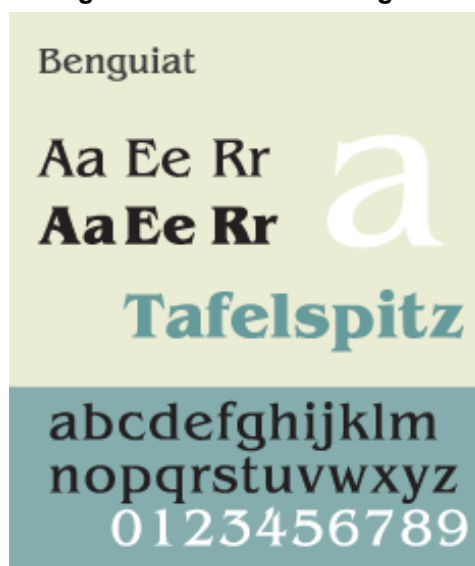 Benguiat
Aa Ee Rr
a
Aa Ee Rr
Tafelspitz
abcdefghijklm
nopqrstuvwxyz
0123456789